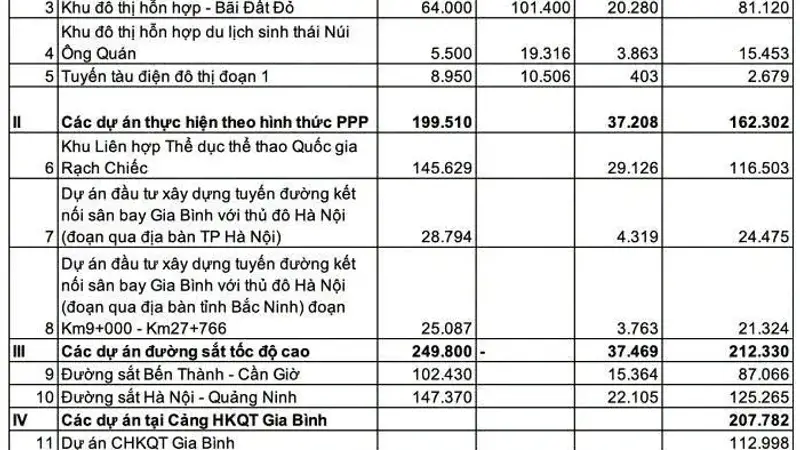 3 Khu đô thị hỗn hợp - Bãi Đất Đỏ 64.000 101.400 20.280 81.120
Khu đô thị hỗn hợp du lịch sinh thái Núi
4 Ông Quán 5.500 19.316 3.863 15.453
5 Tuyến tàu điện đô thị đoạn 1 8.950 10.506 403 2.679
II Các dự án thực hiện theo hình thức PPP 199.510 37.208 162.302
Khu Liên hợp Thể dục thể thao Quốc gia
6 Rạch Chiếc 145.629 29.126 116.503
Dự án đầu tư xây dựng tuyến đường kết
nối sân bay Gia Bình với thủ đô Hà Nội
7 (đoạn qua địa bàn TP Hà Nội) 28.794 4.319 24.475
Dự án đầu tư xây dựng tuyến đường kết
nối sân bay Gia Bình với thủ đô Hà Nội
(đoạn qua địa bàn tỉnh Bắc Ninh) đoạn
8 Km9+000 - Km27+766 25.087 3.763 21.324
III Các dự án đường sắt tốc độ cao 249.800 - 37.469 212.330
9 Đường sắt Bến Thành - Cần Giờ 102.430 15.364 87.066
10 Đường sắt Hà Nội - Quảng Ninh 147.370 22.105 125.265
IV Các dự án tại Cảng HKQT Gia Bình 207.782
11 Dự án CHKQT Gia Bình 112.998